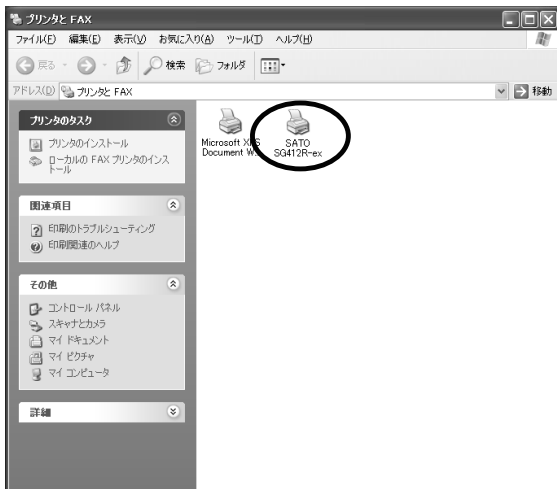 プリンタと FAX
ファイル(F) 編集(E) 表示(V) お気に入り(A) ツール(T) ヘルプ(H)
戻る 検索 フォルダ
アドレス(D) プリンタと FAX 移動
プリンタのタスク
プリンタのインストール
ローカルの FAX プリンタのインス
トール
関連項目
印刷のトラブルシューティング
印刷関連のヘルプ
その他
コントロール パネル
スキャナとカメラ
マイ ドキュメント
マイ ピクチャ
マイ コンピュータ
詳細
Microsoft XPS
Document W...
SATO
SG412R-ex